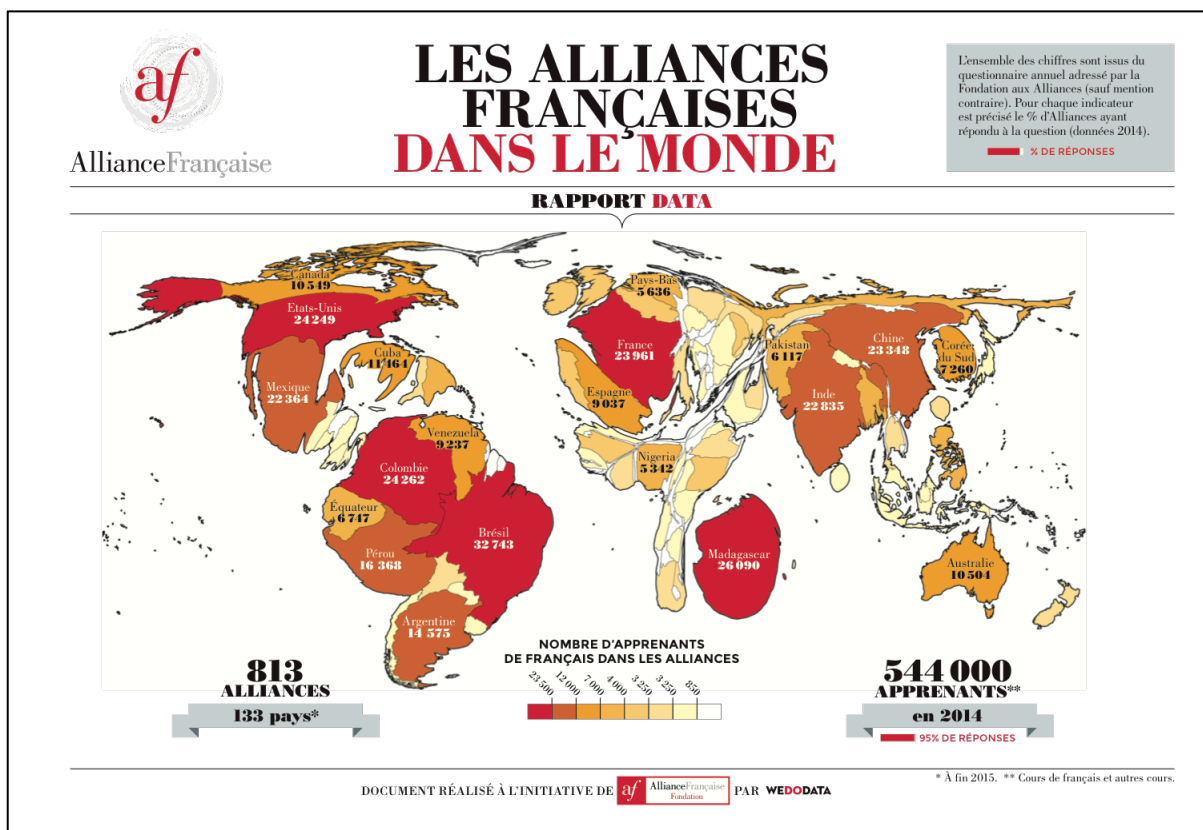 af
AllianceFrançaise
LES ALLIANCES
FRANÇAISES
DANS LE MONDE
L'ensemble des chiffres sont issus du
questionnaire annuel adressé par la
Fondation aux Alliances (sauf mention
contraire). Pour chaque indicateur
est précisé le % d'Alliances ayant
répondu à la question (données 2014).
% DE RÉPONSES
RAPPORT DATA
Canada
10 549
Etats-Unis
24 249
Mexique
22 364
Cuba
11 464
Venezuela
9 237
Colombie
24 262
Équateur
6 747
Pérou
16 368
Brésil
32 743
Argentine
14 575
Pays-Bas
5 636
France
23 961
Espagne
9 037
Nigeria
5 342
Madagascar
26 090
Pakistan
6 117
Inde
22 835
Chine
23 348
Corée
du Sud
7 260
Australie
10 504
813
ALLIANCES
133 pays*
NOMBRE D'APPRENANTS
DE FRANÇAIS DANS LES ALLIANCES
23 500
12 000
7 000
4 000
3 250
3 250
850
544 000
APPRENANTS**
en 2014
95% DE RÉPONSES
* À fin 2015. ** Cours de français et autres cours.
DOCUMENT RÉALISÉ À L'INITIATIVE DE af AllianceFrançaise Fondation PAR WEDODATA